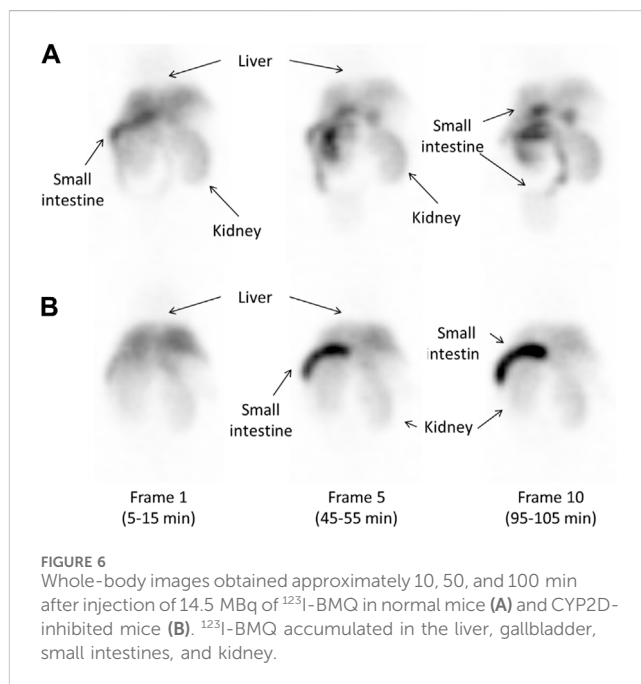 A
Liver
Small
intestine
Small
intestine
Kidney
B
Liver
Small
intestin
Small
intestine
Kidney
Frame 1
(5-15 min)
Frame 5
(45-55 min)
Frame 10
(95-105 min)
FIGURE 6
Whole-body images obtained approximately 10, 50, and 100 min
after injection of 14.5 MBq of ¹²³I-BMQ in normal mice (A) and CYP2D-
inhibited mice (B). ¹²³I-BMQ accumulated in the liver, gallbladder,
small intestines, and kidney.